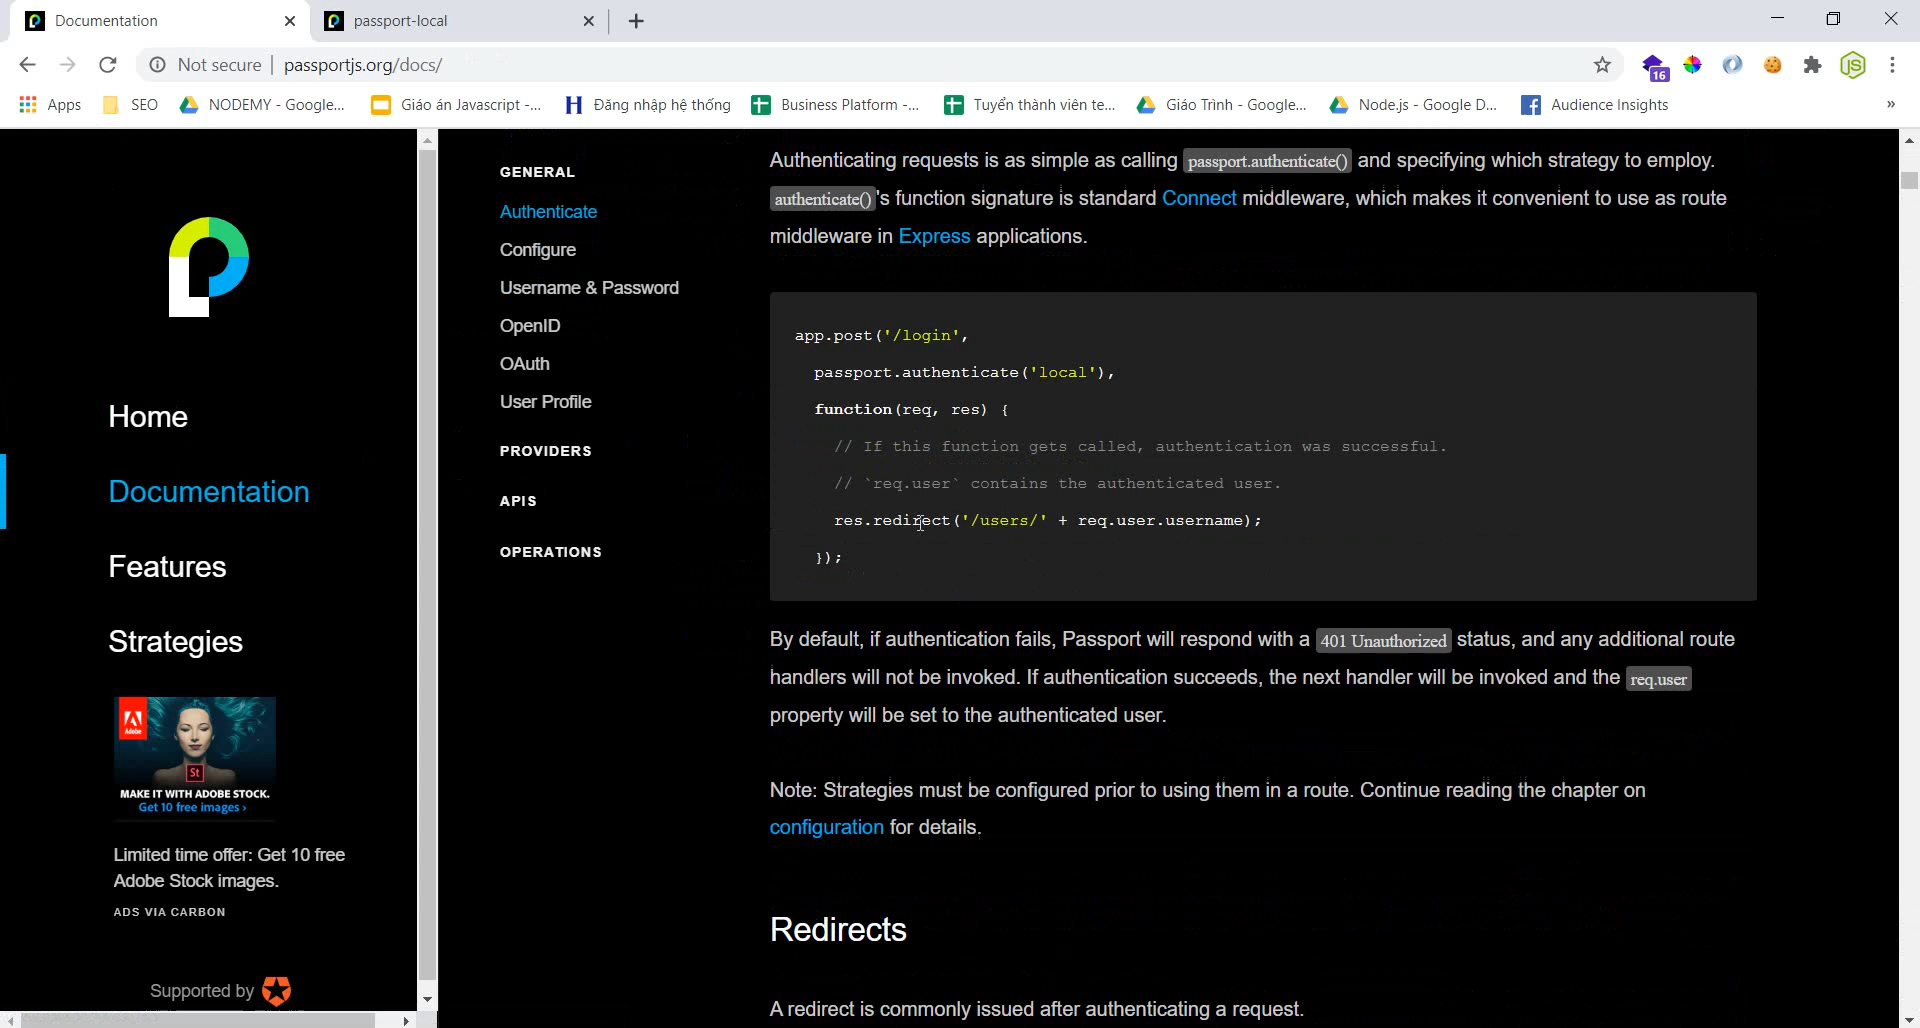 Documentation
passport-local
Not secure
passportjs.org/docs/
16
Apps
SEO
NODEMY - Google...
Giáo án Javascript -...
Đăng nhập hệ thống
Business Platform -...
Tuyển thành viên te...
Giáo Trình - Google...
Node.js - Google D...
Audience Insights
»
Home
Documentation
Features
Strategies
Adobe
St
MAKE IT WITH ADOBE STOCK.
Get 10 free images ›
Limited time offer: Get 10 free
Adobe Stock images.
ADS VIA CARBON
Supported by
GENERAL
Authenticate
Configure
Username & Password
OpenID
OAuth
User Profile
PROVIDERS
APIS
OPERATIONS
Authenticating requests is as simple as calling passport.authenticate() and specifying which strategy to employ.
authenticate()'s function signature is standard Connect middleware, which makes it convenient to use as route
middleware in Express applications.
app.post('/login',
passport.authenticate('local'),
function(req, res) {
// If this function gets called, authentication was successful.
// `req.user` contains the authenticated user.
res.redirect('/users/' + req.user.username);
});
By default, if authentication fails, Passport will respond with a 401 Unauthorized status, and any additional route
handlers will not be invoked. If authentication succeeds, the next handler will be invoked and the req.user
property will be set to the authenticated user.
Note: Strategies must be configured prior to using them in a route. Continue reading the chapter on
configuration for details.
Redirects
A redirect is commonly issued after authenticating a request.